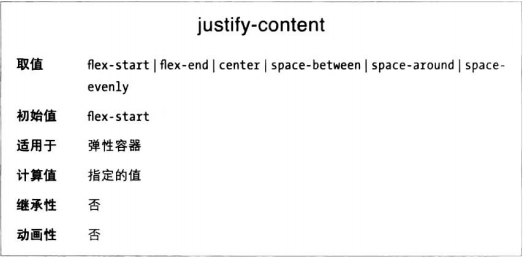 justify-content
取值 flex-start | flex-end | center | space-between | space-around | space-
evenly
初始值 flex-start
适用于 弹性容器
计算值 指定的值
继承性 否
动画性 否